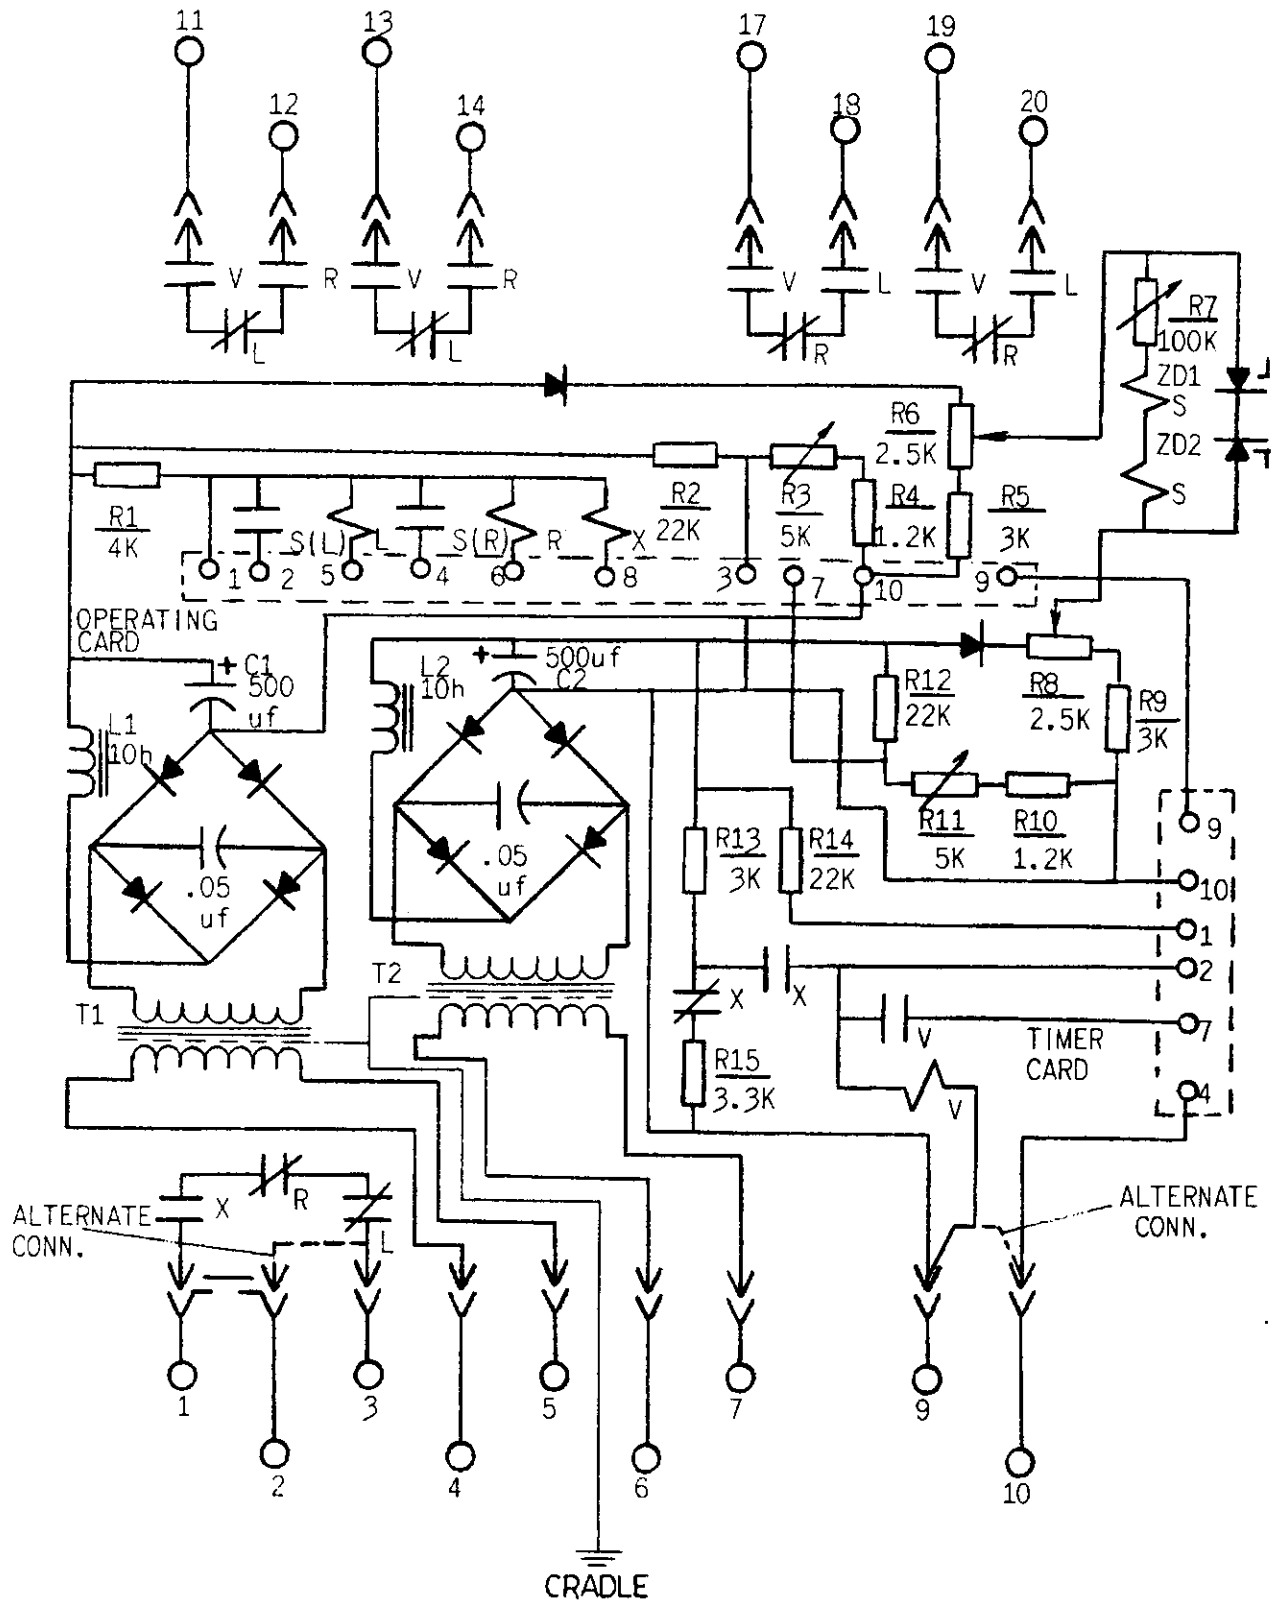 11
13
17
19
12
14
18
20
V
R
V
R
V
L
V
L
L
L
R
R
R7
100K
ZD1
S
ZD2
S
R6
2.5K
R1
4K
R2
22K
R3
5K
R4
1.2K
R5
3K
S(L)
L
S(R)
R
X
1
2
5
4
6
8
3
7
10
9
OPERATING
CARD
+ C1
500
uf
L1
10h
L2
10h
+
500uf
C2
R12
22K
R8
2.5K
R9
3K
R11
5K
R10
1.2K
R13
3K
R14
22K
.05
uf
.05
uf
9
10
1
2
7
4
T1
T2
X
X
V
TIMER
CARD
R15
3.3K
V
X
R
L
ALTERNATE
CONN.
ALTERNATE
CONN.
1
3
5
7
9
2
4
6
10
CRADLE